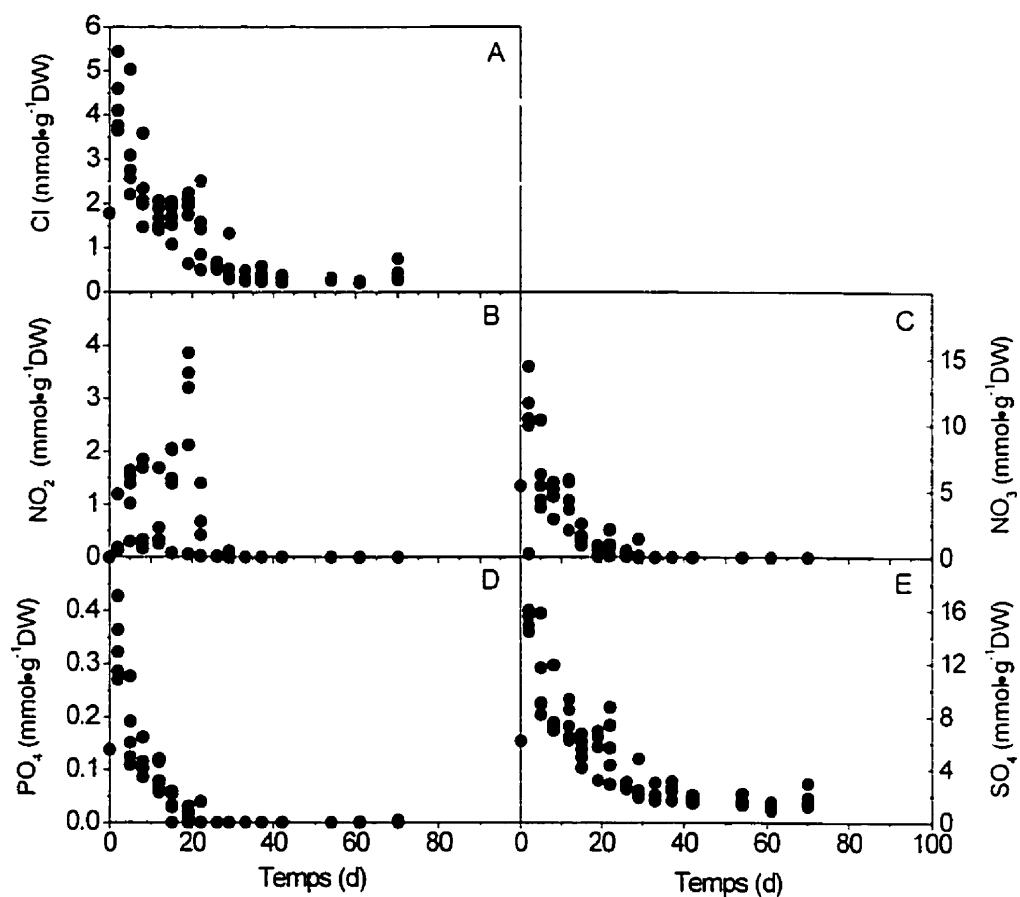 A
Cl (mmol•g⁻¹DW)
6
5
4
3
2
1
0
B
NO₂ (mmol•g⁻¹DW)
4
3
2
1
0
C
NO₃ (mmol•g⁻¹DW)
15
10
5
0
D
PO₄ (mmol•g⁻¹DW)
0.4
0.3
0.2
0.1
0.0
E
SO₄ (mmol•g⁻¹DW)
16
12
8
4
0
0 20 40 60 80
0 20 40 60 80 100
Temps (d)
Temps (d)